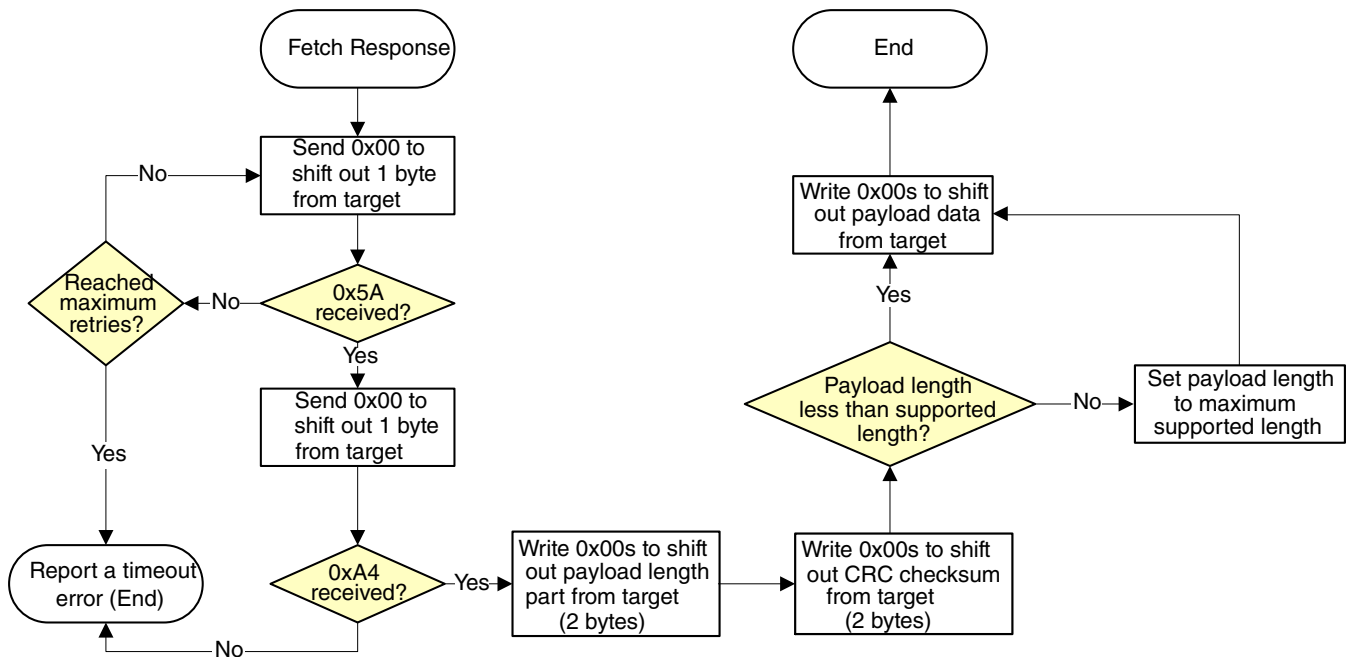 Fetch Response
Send 0x00 to
shift out 1 byte
from target
No
Reached
maximum
retries?
No
0x5A
received?
Yes
Send 0x00 to
shift out 1 byte
from target
Yes
Report a timeout
error (End)
0xA4
received?
No
Yes
Write 0x00s to shift
out payload length
part from target
(2 bytes)
Write 0x00s to shift
out CRC checksum
from target
(2 bytes)
Payload length
less than supported
length?
No
Set payload length
to maximum
supported length
Yes
Write 0x00s to shift
out payload data
from target
End